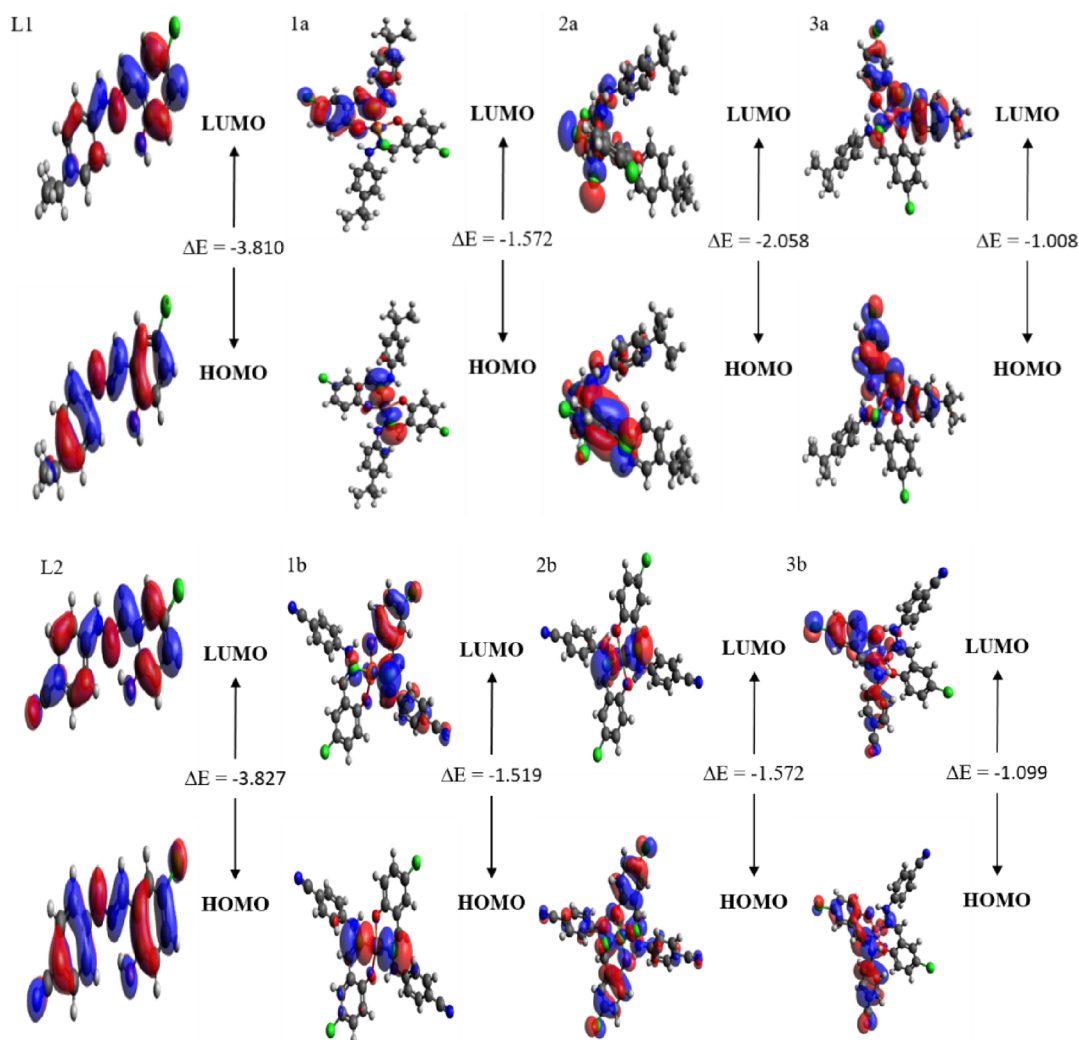 L1
1a
2a
3a
LUMO
LUMO
LUMO
LUMO
ΔE = -3.810
ΔE = -1.572
ΔE = -2.058
ΔE = -1.008
HOMO
HOMO
HOMO
HOMO
L2
1b
2b
3b
LUMO
LUMO
LUMO
LUMO
ΔE = -3.827
ΔE = -1.519
ΔE = -1.572
ΔE = -1.099
HOMO
HOMO
HOMO
HOMO